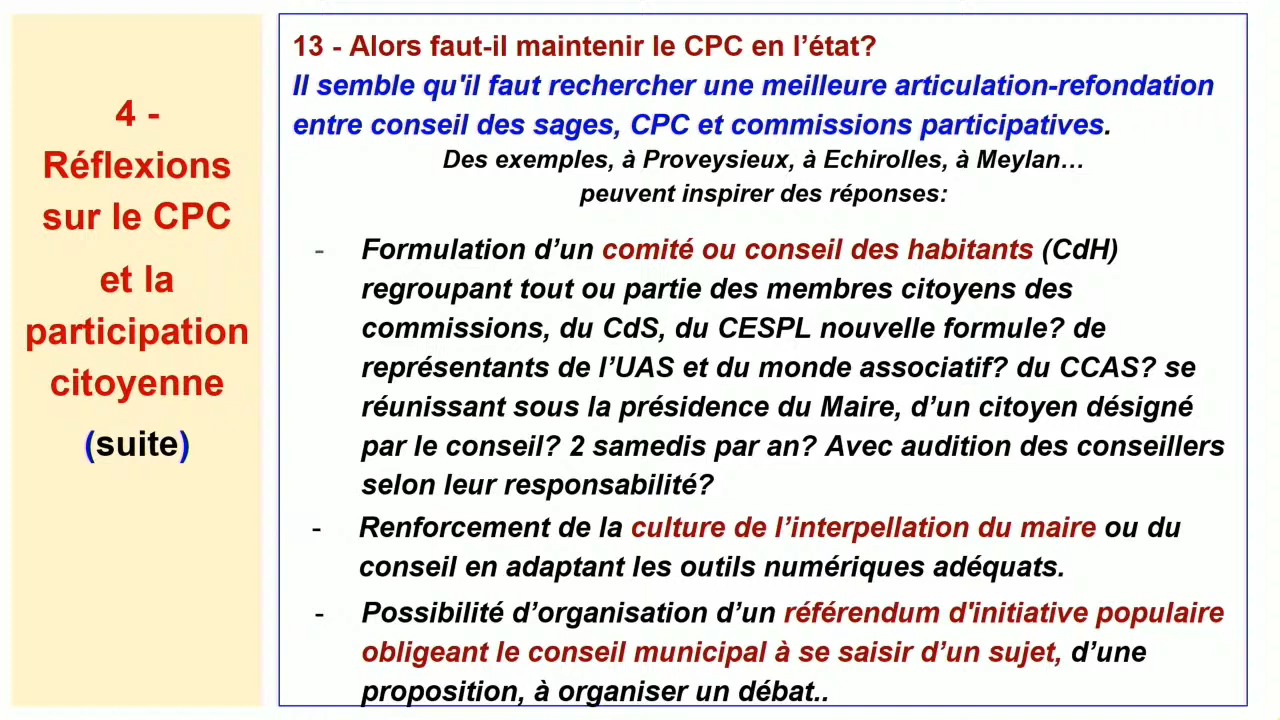 4 -
Réflexions
sur le CPC
et la
participation
citoyenne
(suite)
13 - Alors faut-il maintenir le CPC en l’état?
Il semble qu'il faut rechercher une meilleure articulation-refondation
entre conseil des sages, CPC et commissions participatives.
Des exemples, à Proveysieux, à Echirolles, à Meylan…
peuvent inspirer des réponses:
- Formulation d’un comité ou conseil des habitants (CdH)
regroupant tout ou partie des membres citoyens des
commissions, du CdS, du CESPL nouvelle formule? de
représentants de l’UAS et du monde associatif? du CCAS? se
réunissant sous la présidence du Maire, d’un citoyen désigné
par le conseil? 2 samedis par an? Avec audition des conseillers
selon leur responsabilité?
- Renforcement de la culture de l’interpellation du maire ou du
conseil en adaptant les outils numériques adéquats.
- Possibilité d’organisation d’un référendum d'initiative populaire
obligeant le conseil municipal à se saisir d’un sujet, d’une
proposition, à organiser un débat..